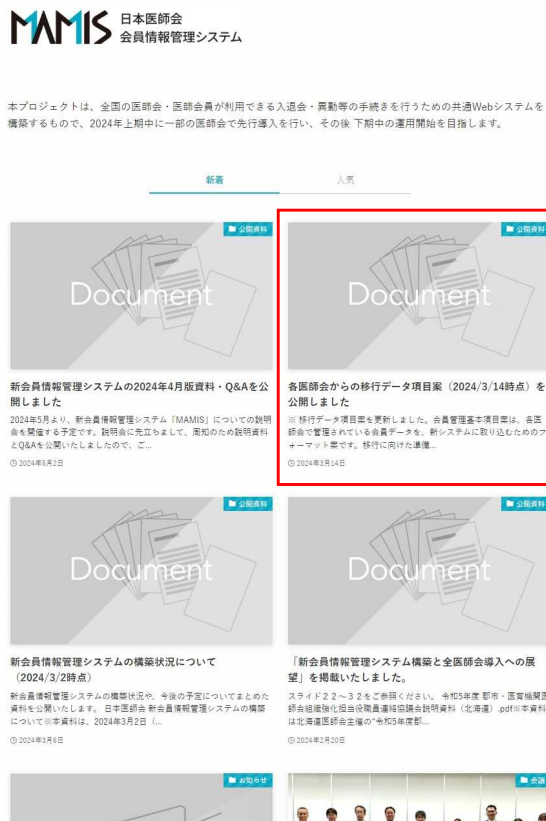 MAMIS
日本医師会
会員情報管理システム
本プロジェクトは、全国の医師会・医師会員が利用できる入退会・異動等の手続きを行うための共通Webシステムを
構築するもので、2024年上期中に一部の医師会で先行導入を行い、その後 下期中の運用開始を目指します。
新着
人気
公開資料
Document
新会員情報管理システムの2024年4月版資料・Q&Aを公
開しました
2024年5月より、新会員情報管理システム「MAMIS」についての説明
会を開催する予定です。説明会に先立ちまして、周知のため説明資料
とQ&Aを公開いたしましたので、ご...
2024年5月2日
公開資料
Document
各医師会からの移行データ項目案（2024/3/14時点）を
公開しました
※ 移行データ項目案を更新しました。会員管理基本項目案は、各医
師会で管理されている会員データを、新システムに取り込むためのフ
ォーマット案です。移行に向けた準備...
2024年3月14日
公開資料
Document
新会員情報管理システムの構築状況について
（2024/3/2時点）
新会員情報管理システムの構築状況や、今後の予定についてまとめた
資料を公開いたします。 日本医師会 新会員情報管理システムの構築
について※本資料は、2024年3月2日（...
2024年3月6日
公開資料
Document
「新会員情報管理システム構築と全医師会導入への展
望」を掲載いたしました。
スライド２２～３２をご参照ください。 令和5年度 郡市・医育機関医
師会組織強化担当役職員連絡協議会説明資料（北海道）.pdf※本資料
は北海道医師会主催の"令和5年度郡...
2024年2月20日
お知らせ
会議